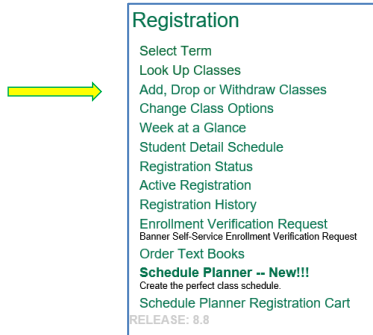 Registration
Select Term
Look Up Classes
Add, Drop or Withdraw Classes
Change Class Options
Week at a Glance
Student Detail Schedule
Registration Status
Active Registration
Registration History
Enrollment Verification Request
Banner Self-Service Enrollment Verification Request
Order Text Books
Schedule Planner -- New!!!
Create the perfect class schedule.
Schedule Planner Registration Cart
RELEASE: 8.8